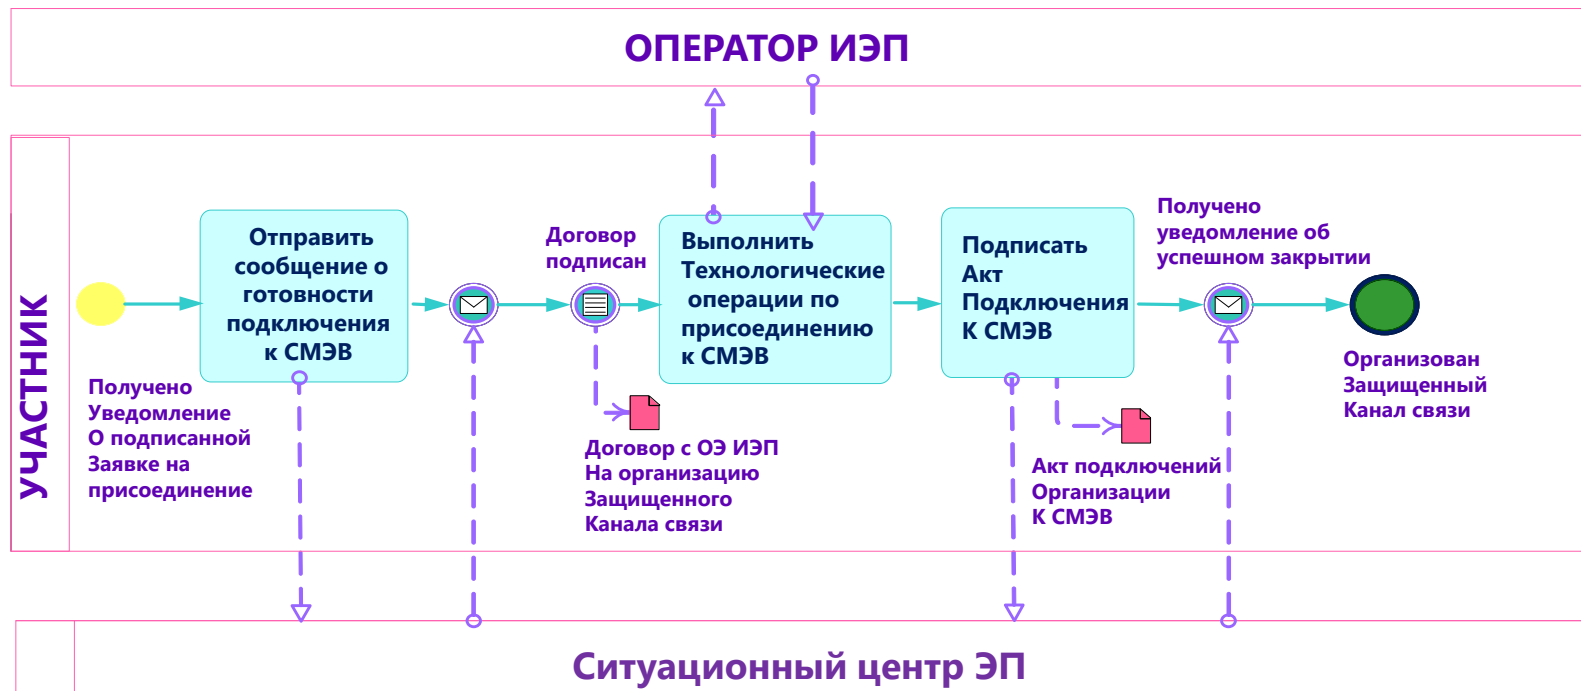 ОПЕРАТОР ИЭП
УЧАСТНИК
Получено
Уведомление
О подписанной
Заявке на
присоединение
Отправить
сообщение о
готовности
подключения
к СМЭВ
Договор
подписан
Договор с ОЭ ИЭП
На организацию
Защищенного
Канала связи
Выполнить
Технологические
операции по
присоединению
к СМЭВ
Подписать
Акт
Подключения
К СМЭВ
Акт подключений
Организации
К СМЭВ
Получено
уведомление об
успешном закрытии
Организован
Защищенный
Канал связи
Ситуационный центр ЭП